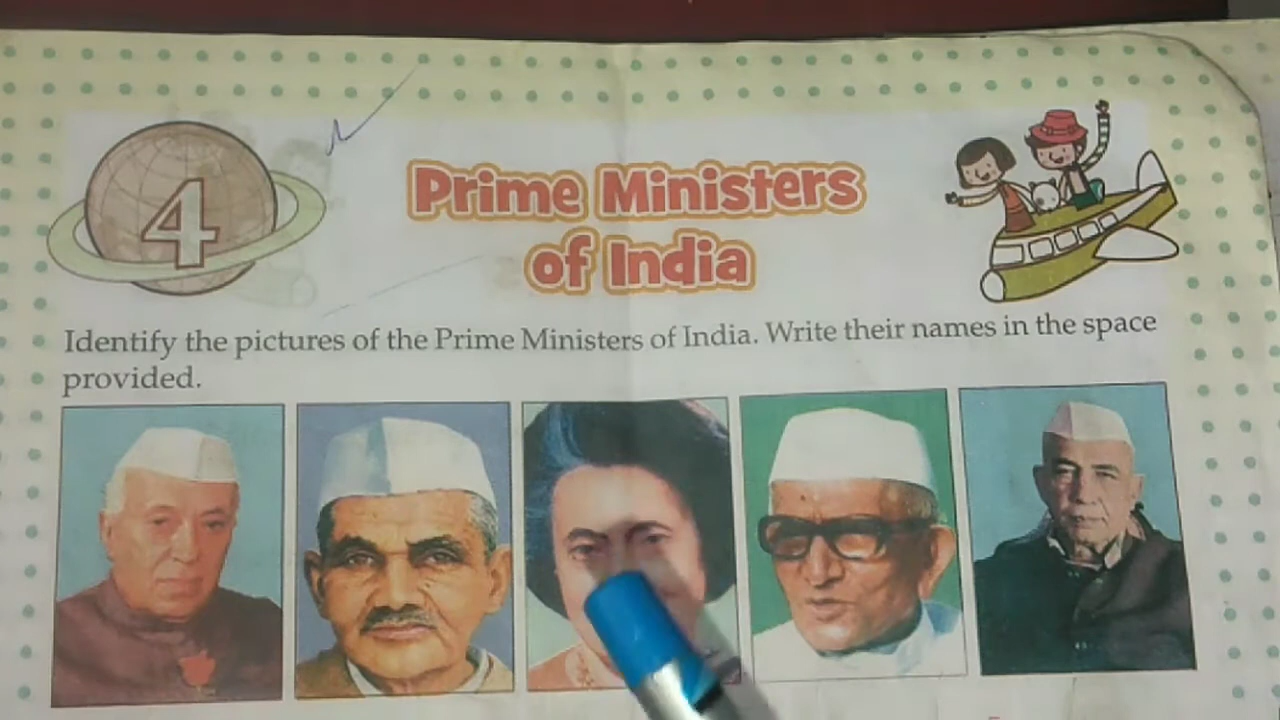 4
Prime Ministers
of India
Identify the pictures of the Prime Ministers of India. Write their names in the space
provided.